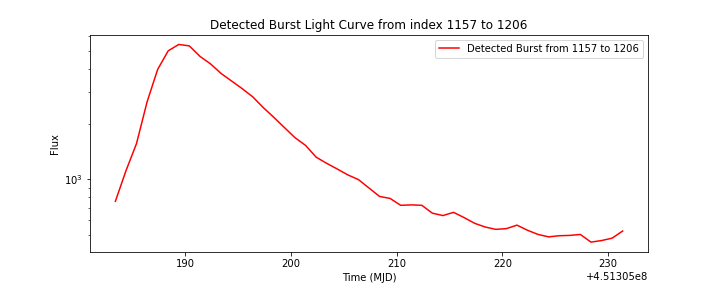 Detected Burst Light Curve from index 1157 to 1206
Detected Burst from 1157 to 1206
Flux
10³
190 200 210 220 230
+4.51305e8
Time (MJD)